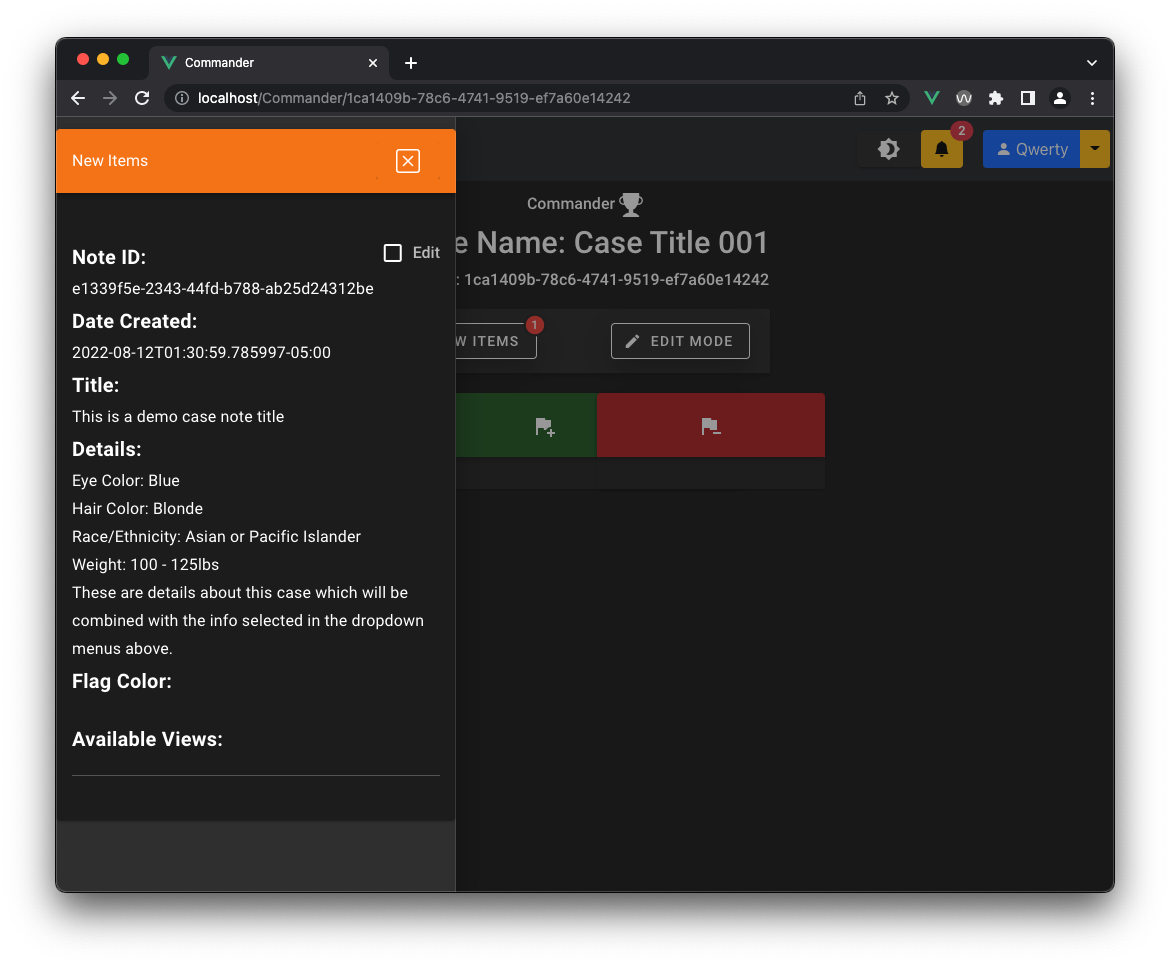 Commander
localhost/Commander/1ca1409b-78c6-4741-9519-ef7a60e14242
New Items
2
Qwerty
Commander
e Name: Case Title 001
: 1ca1409b-78c6-4741-9519-ef7a60e14242
W ITEMS
1
EDIT MODE
Note ID:
Edit
e1339f5e-2343-44fd-b788-ab25d24312be
Date Created:
2022-08-12T01:30:59.785997-05:00
Title:
This is a demo case note title
Details:
Eye Color: Blue
Hair Color: Blonde
Race/Ethnicity: Asian or Pacific Islander
Weight: 100 - 125lbs
These are details about this case which will be
combined with the info selected in the dropdown
menus above.
Flag Color:
Available Views: